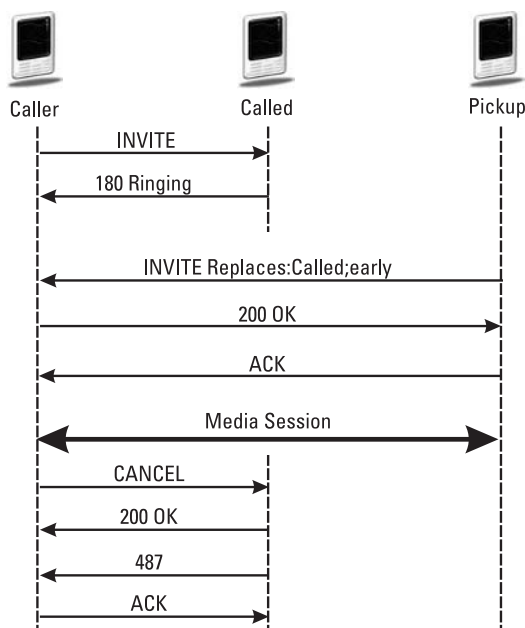 Caller
Called
Pickup
INVITE
180 Ringing
INVITE Replaces:Called;early
200 OK
ACK
Media Session
CANCEL
200 OK
487
ACK